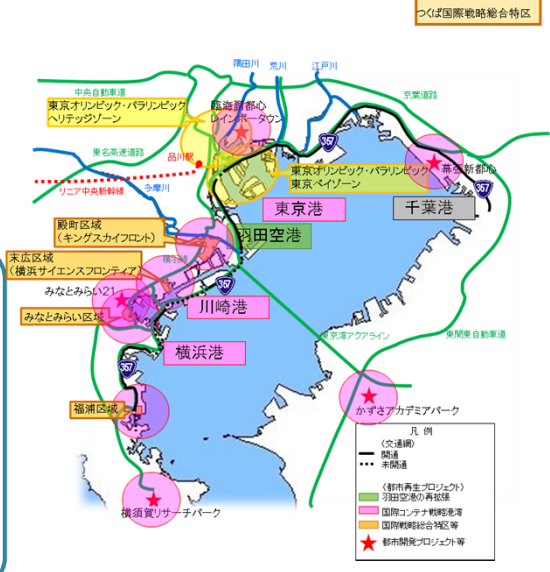 つくば国際戦略総合特区
隅田川
荒川
江戸川
中央自動車道
京葉道路
東京オリンピック・パラリンピック
ヘリテッジゾーン
臨海副都心
レインボータウン
357
東名高速道路
品川駅
幕張新都心
東京オリンピック・パラリンピック
東京ベイゾーン
リニア中央新幹線
多摩川
357
東京港
千葉港
殿町区域
(キングスカイフロント)
羽田空港
末広区域
(横浜サイエンスフロンティア)
横羽線
みなとみらい21
357
川崎港
みなとみらい区域
東京湾アクアライン
東関東自動車道
横浜港
357
福浦区域
かずさアカデミアパーク
横須賀リサーチパーク
凡 例
〈交通網〉
開通
未開通
〈都市再生プロジェクト〉
羽田空港の再拡張
国際コンテナ戦略港湾
国際戦略総合特区等
都市開発プロジェクト等